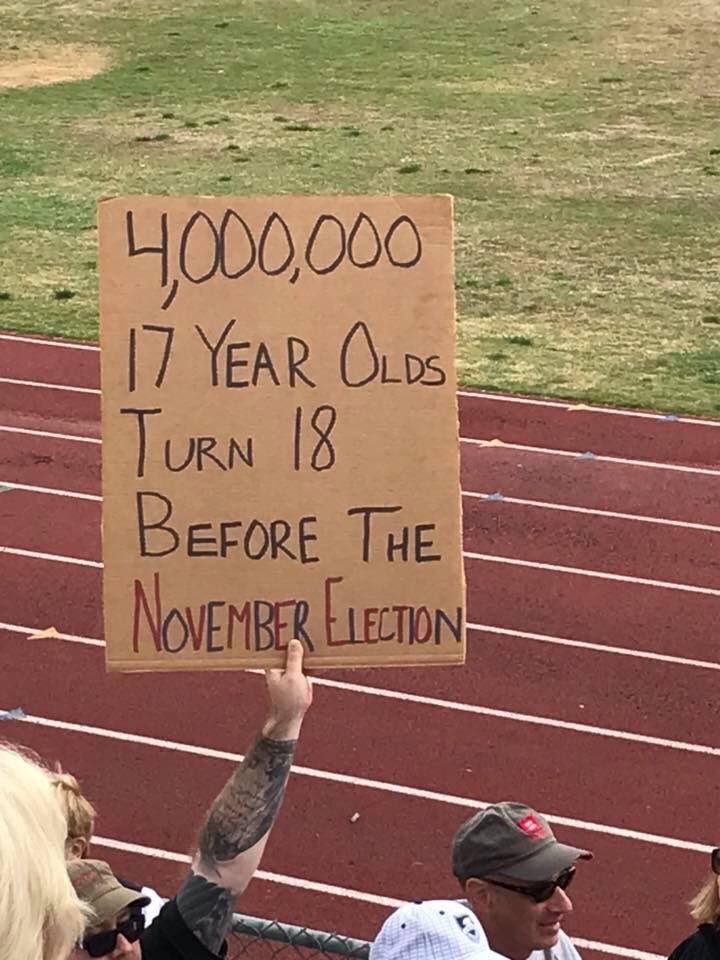 4,000,000
17 YEAR OLDS
TURN 18
BEFORE THE
NOVEMBER ELECTION